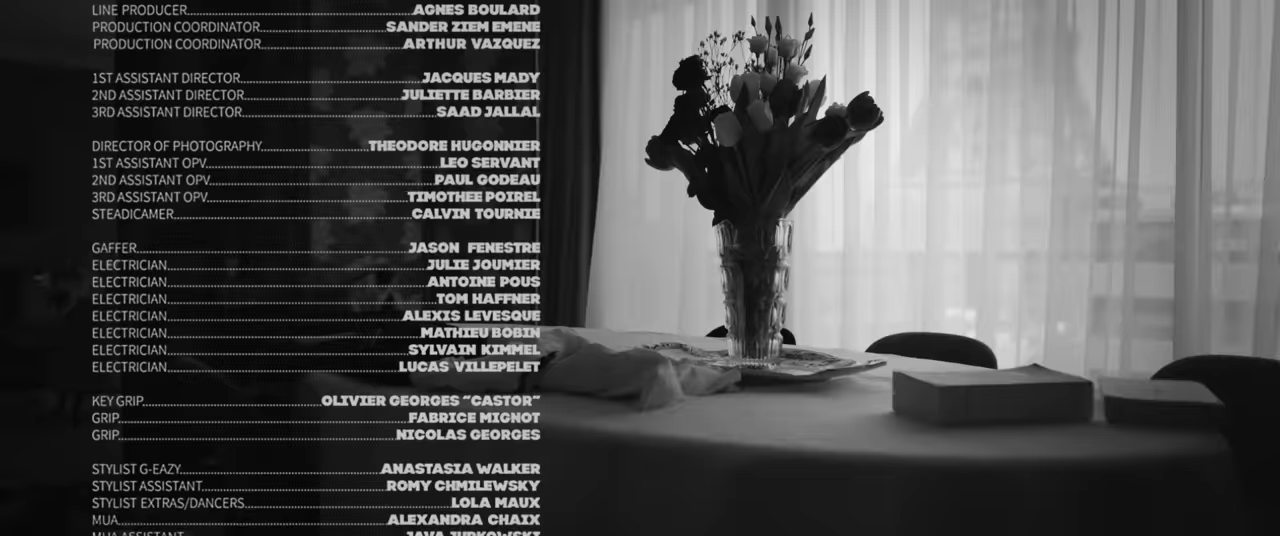 LINE PRODUCER AGNES BOULARD
PRODUCTION COORDINATOR SANDER ZIEM EMENE
PRODUCTION COORDINATOR ARTHUR VAZQUEZ
1ST ASSISTANT DIRECTOR JACQUES MADY
2ND ASSISTANT DIRECTOR JULIETTE BARBIER
3RD ASSISTANT DIRECTOR SAAD JALLAL
DIRECTOR OF PHOTOGRAPHY THEODORE HUGONNIER
1ST ASSISTANT OPV LEO SERVANT
2ND ASSISTANT OPV PAUL GODEAU
3RD ASSISTANT OPV TIMOTHEE POIREL
STEADICAMER CALVIN TOURNIE
GAFFER JASON FENESTRE
ELECTRICIAN JULIE JOUMIER
ELECTRICIAN ANTOINE POUS
ELECTRICIAN TOM HAFFNER
ELECTRICIAN ALEXIS LEVESQUE
ELECTRICIAN MATHIEU BOBIN
ELECTRICIAN SYLVAIN KIMMEL
ELECTRICIAN LUCAS VILLEPELET
KEY GRIP OLIVIER GEORGES "CASTOR"
GRIP FABRICE MIGNOT
GRIP NICOLAS GEORGES
STYLIST G-EAZY ANASTASIA WALKER
STYLIST ASSISTANT ROMY CHMILEWSKY
STYLIST EXTRAS/DANCERS LOLA MAUX
MUA ALEXANDRA CHAIX
MUA ASSISTANT